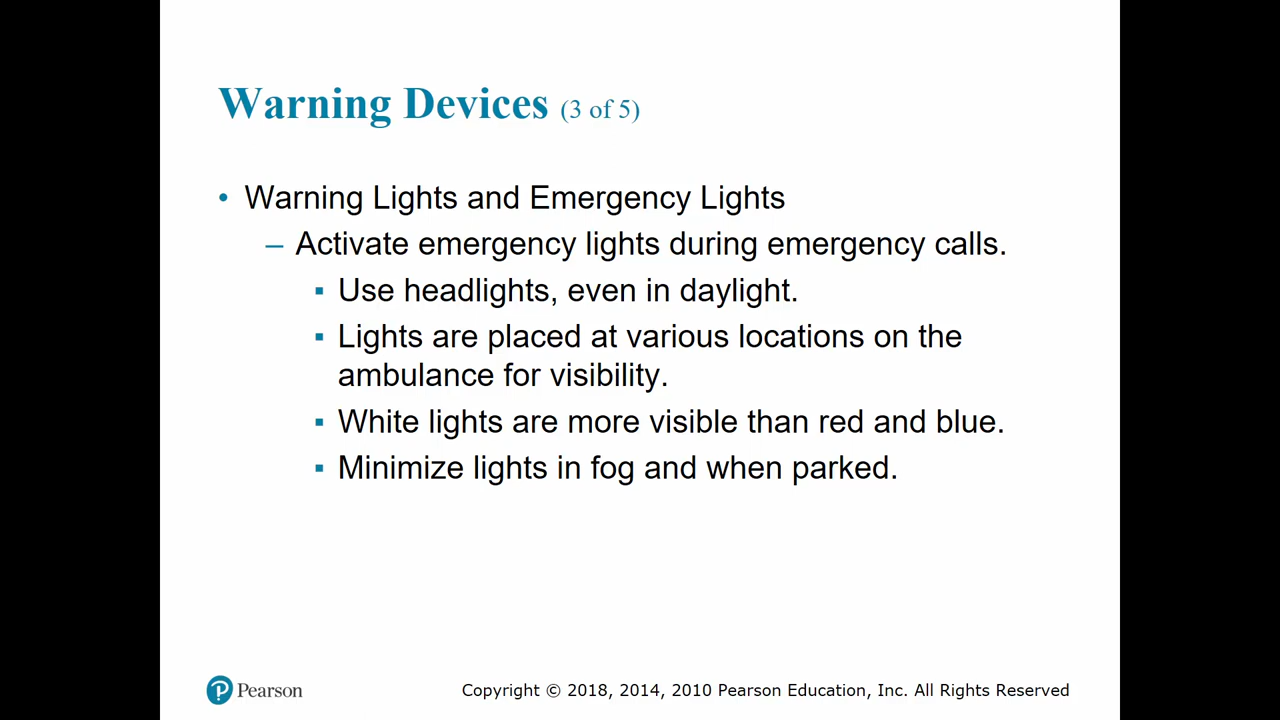 Warning Devices (3 of 5)
• Warning Lights and Emergency Lights
– Activate emergency lights during emergency calls.
▪ Use headlights, even in daylight.
▪ Lights are placed at various locations on the
ambulance for visibility.
▪ White lights are more visible than red and blue.
▪ Minimize lights in fog and when parked.
P Pearson
Copyright © 2018, 2014, 2010 Pearson Education, Inc. All Rights Reserved